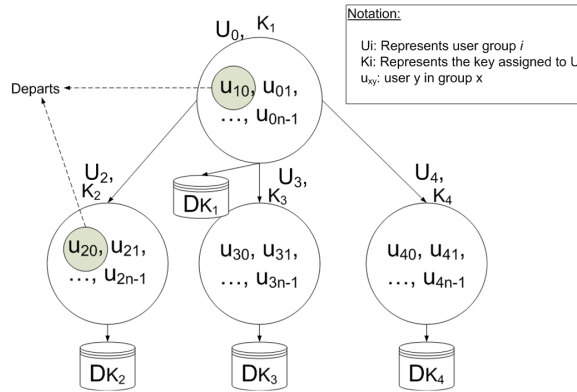 U0, K1
Notation:
Ui: Represents user group i
Ki: Represents the key assigned to U
uxy: user y in group x
Departs
u10, u01,
..., u0n-1
U2,
K2
U3,
K3
U4,
K4
DK1
u20, u21,
..., u2n-1
u30, u31,
..., u3n-1
u40, u41,
..., u4n-1
DK2
DK3
DK4